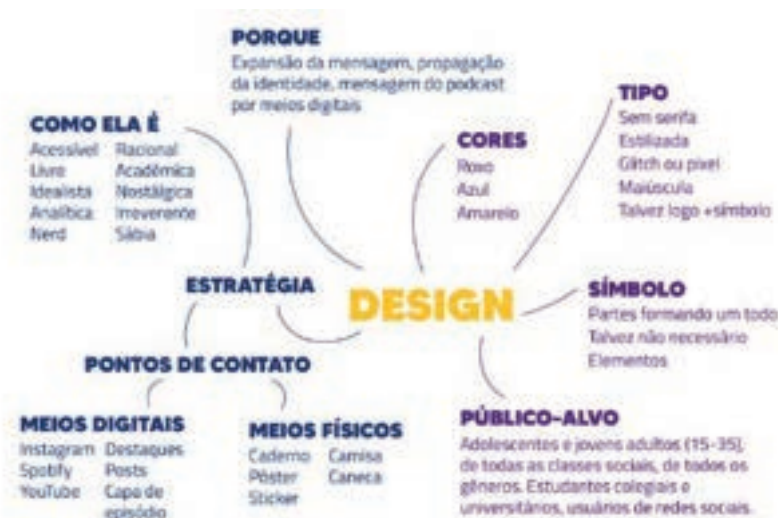 PORQUE
Expansão da mensagem, propagação
da identidade, mensagem do podcast
por meios digitais
TIPO
Sem serifa
Estilizada
Glitch ou pixel
Maiúscula
Talvez logo +símbolo
COMO ELA É
Acessível Racional
Livre Acadêmica
Idealista Nostálgica
Analítica Irreverente
Nerd Sábia
CORES
Roxo
Azul
Amarelo
ESTRATÉGIA
DESIGN
SÍMBOLO
Partes formando um todo
Talvez não necessário
Elementos
PONTOS DE CONTATO
MEIOS DIGITAIS
Instagram Destaques
Spotify Posts
YouTube Capa de
episódio
MEIOS FÍSICOS
Caderno Camisa
Pôster Caneca
Sticker
PÚBLICO-ALVO
Adolescentes e jovens adultos (15-35),
de todas as classes sociais, de todos os
gêneros. Estudantes colegiais e
universitários, usuários de redes sociais.